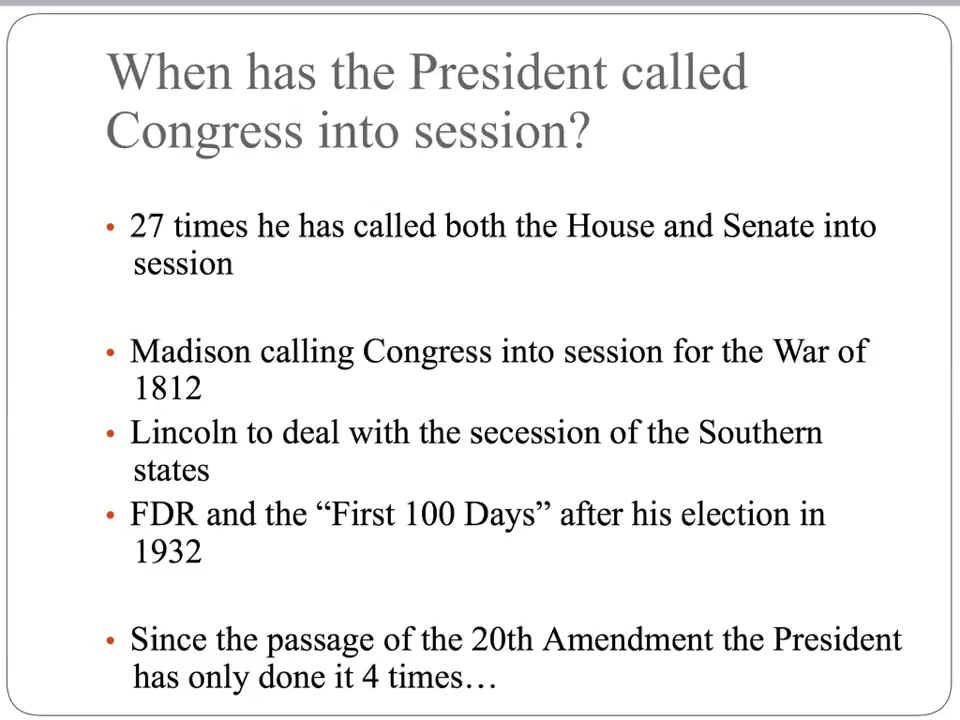 When has the President called
Congress into session?
• 27 times he has called both the House and Senate into
session
• Madison calling Congress into session for the War of
1812
• Lincoln to deal with the secession of the Southern
states
• FDR and the “First 100 Days” after his election in
1932
• Since the passage of the 20th Amendment the President
has only done it 4 times…